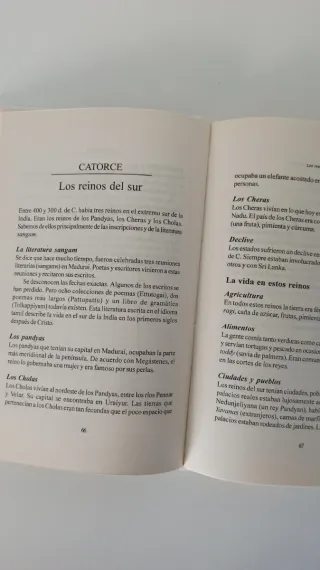 CATORCE
Los reinos del sur
Entre 400 y 300 d. de C. había tres reinos en el extremo sur de la
India. Eran los reinos de los Pandyas, los Cheras y los Cholas.
Sabemos de ellos principalmente de las inscripciones y de la literatura
sangam.
La literatura sangam
Se dice que hace mucho tiempo, fueron celebradas tres reuniones
literarias (sangams) en Madurai. Poetas y escritores vinieron a estas
reuniones y leyeron sus escritos.
Se desconocen las fechas exactas. Algunos de los escritos se
han perdido. Pero ocho colecciones de poemas (Ettutogai), dos
poemas más largos (Pattupattu) y un libro de gramática
(Tolkappiyam) todavía existen. Esta literatura escrita en el idioma
tamil describe la vida en el sur de la India en los primeros siglos
después de Cristo.
Los pandyas
Los pandyas que tenían su capital en Madurai, ocupaban la parte
más meridional de la península. De acuerdo con Megástenes, el
reino lo gobernaba una mujer y era famoso por sus perlas.
Los Cholas
Los Cholas vivían al nordeste de los Pandyas, entre los ríos Pennar
y Velar. Su capital se encontraba en Uraiyur. Las tierras que
pertenecían a los Cholas eran tan fecundas que el poco espacio que
66
ocupaba un elefante acostado
personas.
Los Cheras
Los Cheras vivían en lo que hoy
Nadu. El país de los Cheras era
(una fruta), pimienta y cúrcuma.
Declive
Los estados sufrieron un declive
de C. Siempre estaban involucrados
otros y con Sri Lanka.
La vida en estos reinos
Agricultura
En todos estos reinos la tierra era
ragi, caña de azúcar, frutas, pimienta
Alimentos
La gente comía tanto verduras como
y servían tortugas y pescado en ocasiones
toddy (savia de palmera). Eran
en las cortes de los reyes.
Ciudades y pueblos
Los reinos del sur tenían ciudades,
palacios reales estaban lujosamente
Nedunjeliyana (un rey Pandyan),
Yavanas (extranjeros), camas de marfil
palacios estaban rodeados de jardines.
67